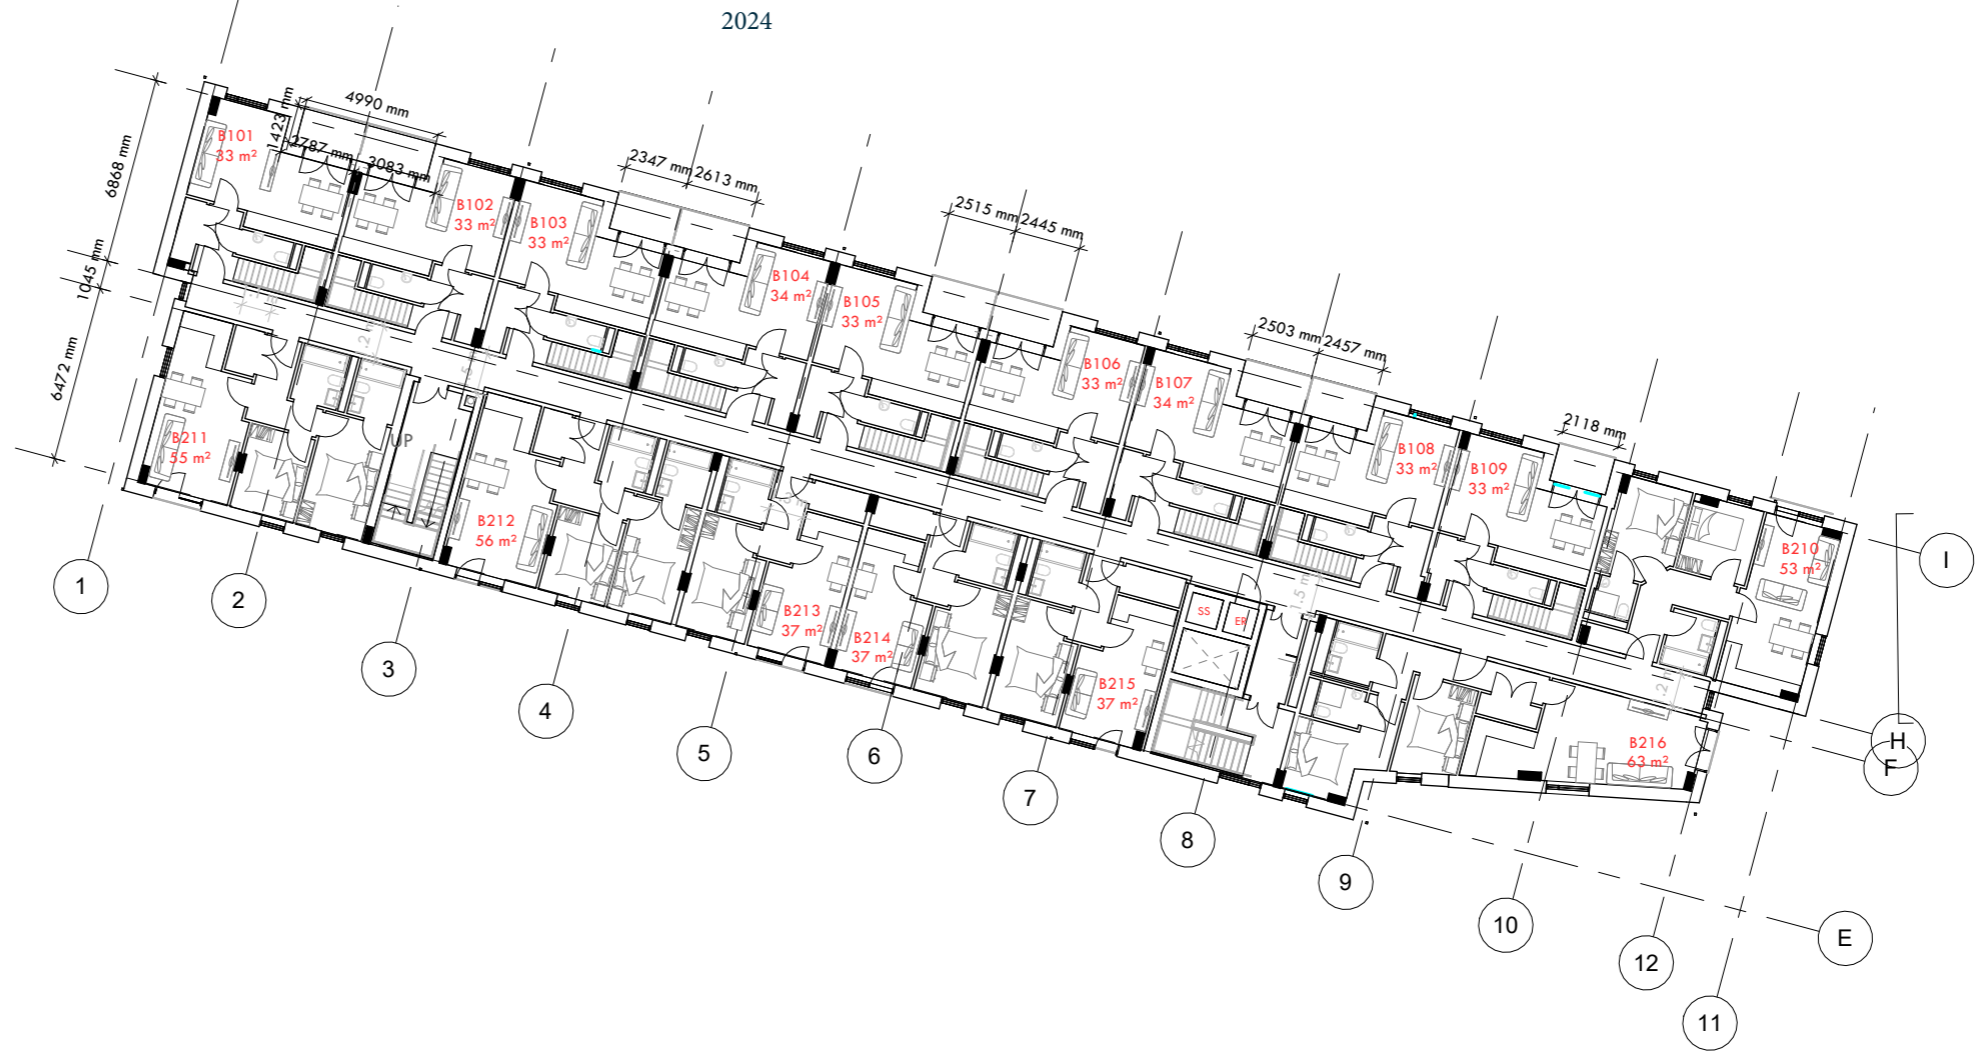 2024
4990 mm
1423 mm
2787 mm
3083 mm
6868 mm
1045 mm
6472 mm
2347 mm
2613 mm
2515 mm
2445 mm
2503 mm
2457 mm
2118 mm
B101
33 m²
B102
33 m²
B103
33 m²
B104
34 m²
B105
33 m²
B106
33 m²
B107
34 m²
B108
33 m²
B109
33 m²
B210
53 m²
B211
55 m²
UP
B212
56 m²
B213
37 m²
B214
37 m²
B215
37 m²
SS
ER
1.5 m
B216
63 m²
1
2
3
4
5
6
7
8
9
10
12
11
I
H
F
E